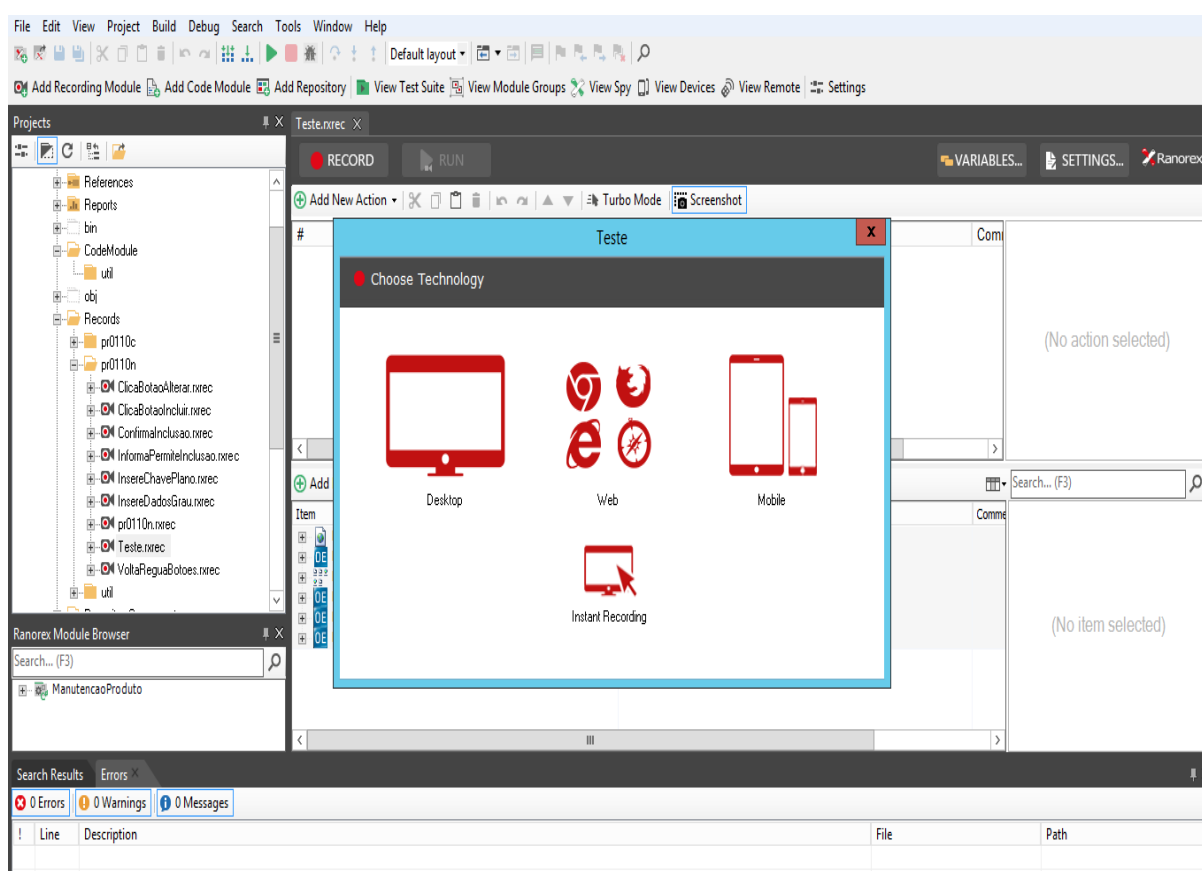 File Edit View Project Build Debug Search Tools Window Help
Default layout
Add Recording Module Add Code Module Add Repository View Test Suite View Module Groups View Spy View Devices View Remote Settings
Projects
Teste.rxrec
RECORD RUN VARIABLES... SETTINGS... Ranorex
Add New Action Turbo Mode Screenshot
References
Reports
bin
CodeModule
util
obj
Records
pr0110c
pr0110n
ClicaBotaoAlterar.rxrec
ClicaBotaoIncluir.rxrec
ConfirmaInclusao.rxrec
InformaPermiteInclusao.rxrec
InsereChavePlano.rxrec
InsereDadosGrau.rxrec
pr0110n.rxrec
Teste.rxrec
VoltaReguaBotoes.rxrec
util
Ranorex Module Browser
Search... (F3)
ManutencaoProduto
#
Teste
x
Choose Technology
Desktop
Web
Mobile
Instant Recording
(No action selected)
Add
Search... (F3)
Item
OE
OE
OE
OE
(No item selected)
Search Results Errors
0 Errors 0 Warnings 0 Messages
! Line Description File Path